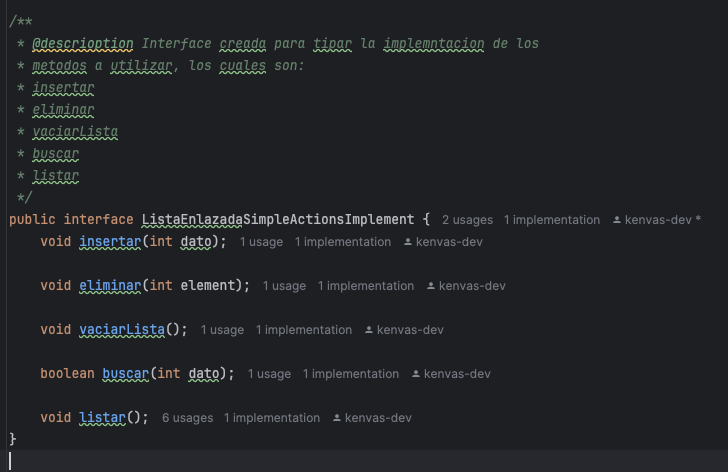 /**
* @descrioption Interface creada para tipar la implemntacion de los
* metodos a utilizar, los cuales son:
* insertar
* eliminar
* vaciarLista
* buscar
* listar
*/
public interface ListaEnlazadaSimpleActionsImplement { 2 usages 1 implementation kenvas-dev *
void insertar(int dato); 1 usage 1 implementation kenvas-dev
void eliminar(int element); 1 usage 1 implementation kenvas-dev
void vaciarLista(); 1 usage 1 implementation kenvas-dev
boolean buscar(int dato); 1 usage 1 implementation kenvas-dev
void listar(); 6 usages 1 implementation kenvas-dev
}